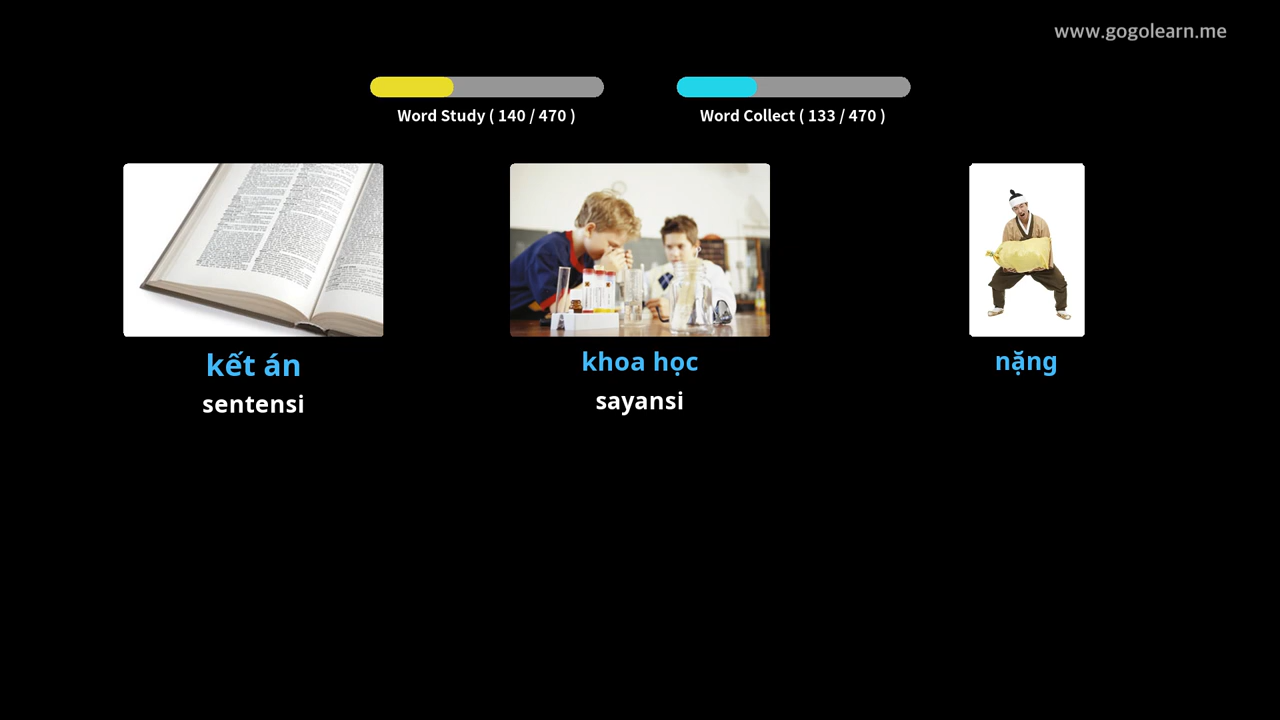 www.gogolearn.me
Word Study ( 140 / 470 )
Word Collect ( 133 / 470 )
kết án
sentensi
khoa học
sayansi
nặng